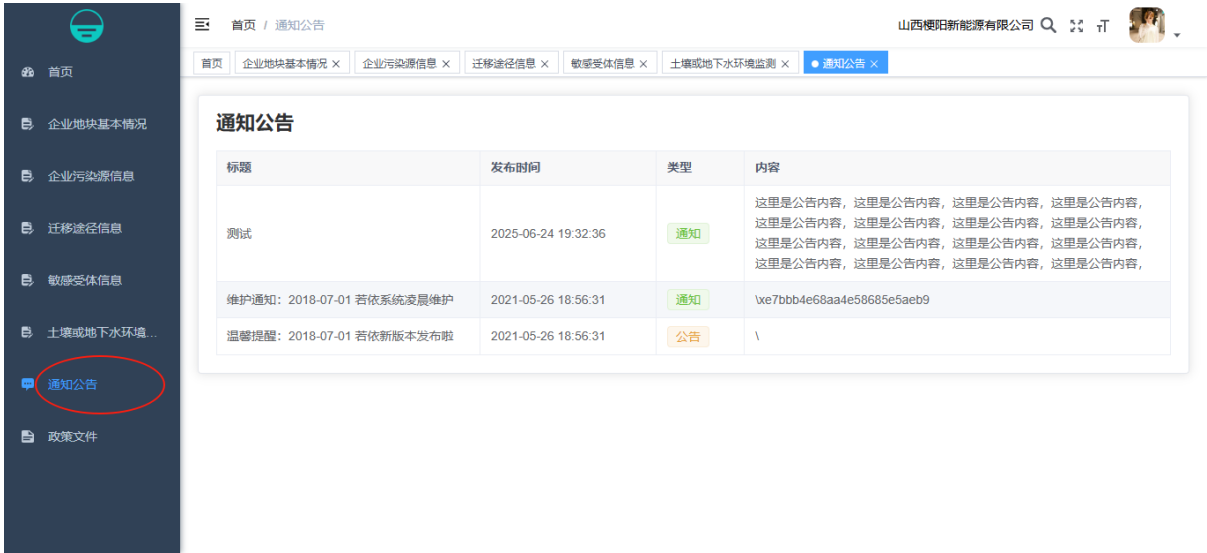 首页 / 通知公告
山西梗阳新能源有限公司
首页 企业地块基本情况 × 企业污染源信息 × 迁移途径信息 × 敏感受体信息 × 土壤或地下水环境监测 × 通知公告 ×
首页
企业地块基本情况
企业污染源信息
迁移途径信息
敏感受体信息
土壤或地下水环境...
通知公告
政策文件
通知公告
标题 发布时间 类型 内容
测试 2025-06-24 19:32:36 通知
这里是公告内容，这里是公告内容，这里是公告内容，这里是公告内容，
这里是公告内容，这里是公告内容，这里是公告内容，这里是公告内容，
这里是公告内容，这里是公告内容，这里是公告内容，这里是公告内容，
这里是公告内容，这里是公告内容，这里是公告内容，这里是公告内容，
维护通知：2018-07-01 若依系统凌晨维护 2021-05-26 18:56:31 通知 \xe7bbb4e68aa4e58685e5aeb9
温馨提醒：2018-07-01 若依新版本发布啦 2021-05-26 18:56:31 公告 \